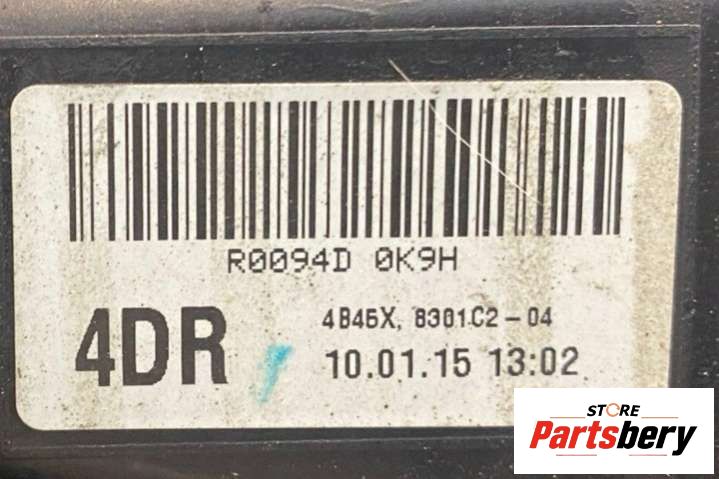 R0094D 0K9H
4DR
4B45X, 8301C2-04
10.01.15 13:02
STORE
Partsbery